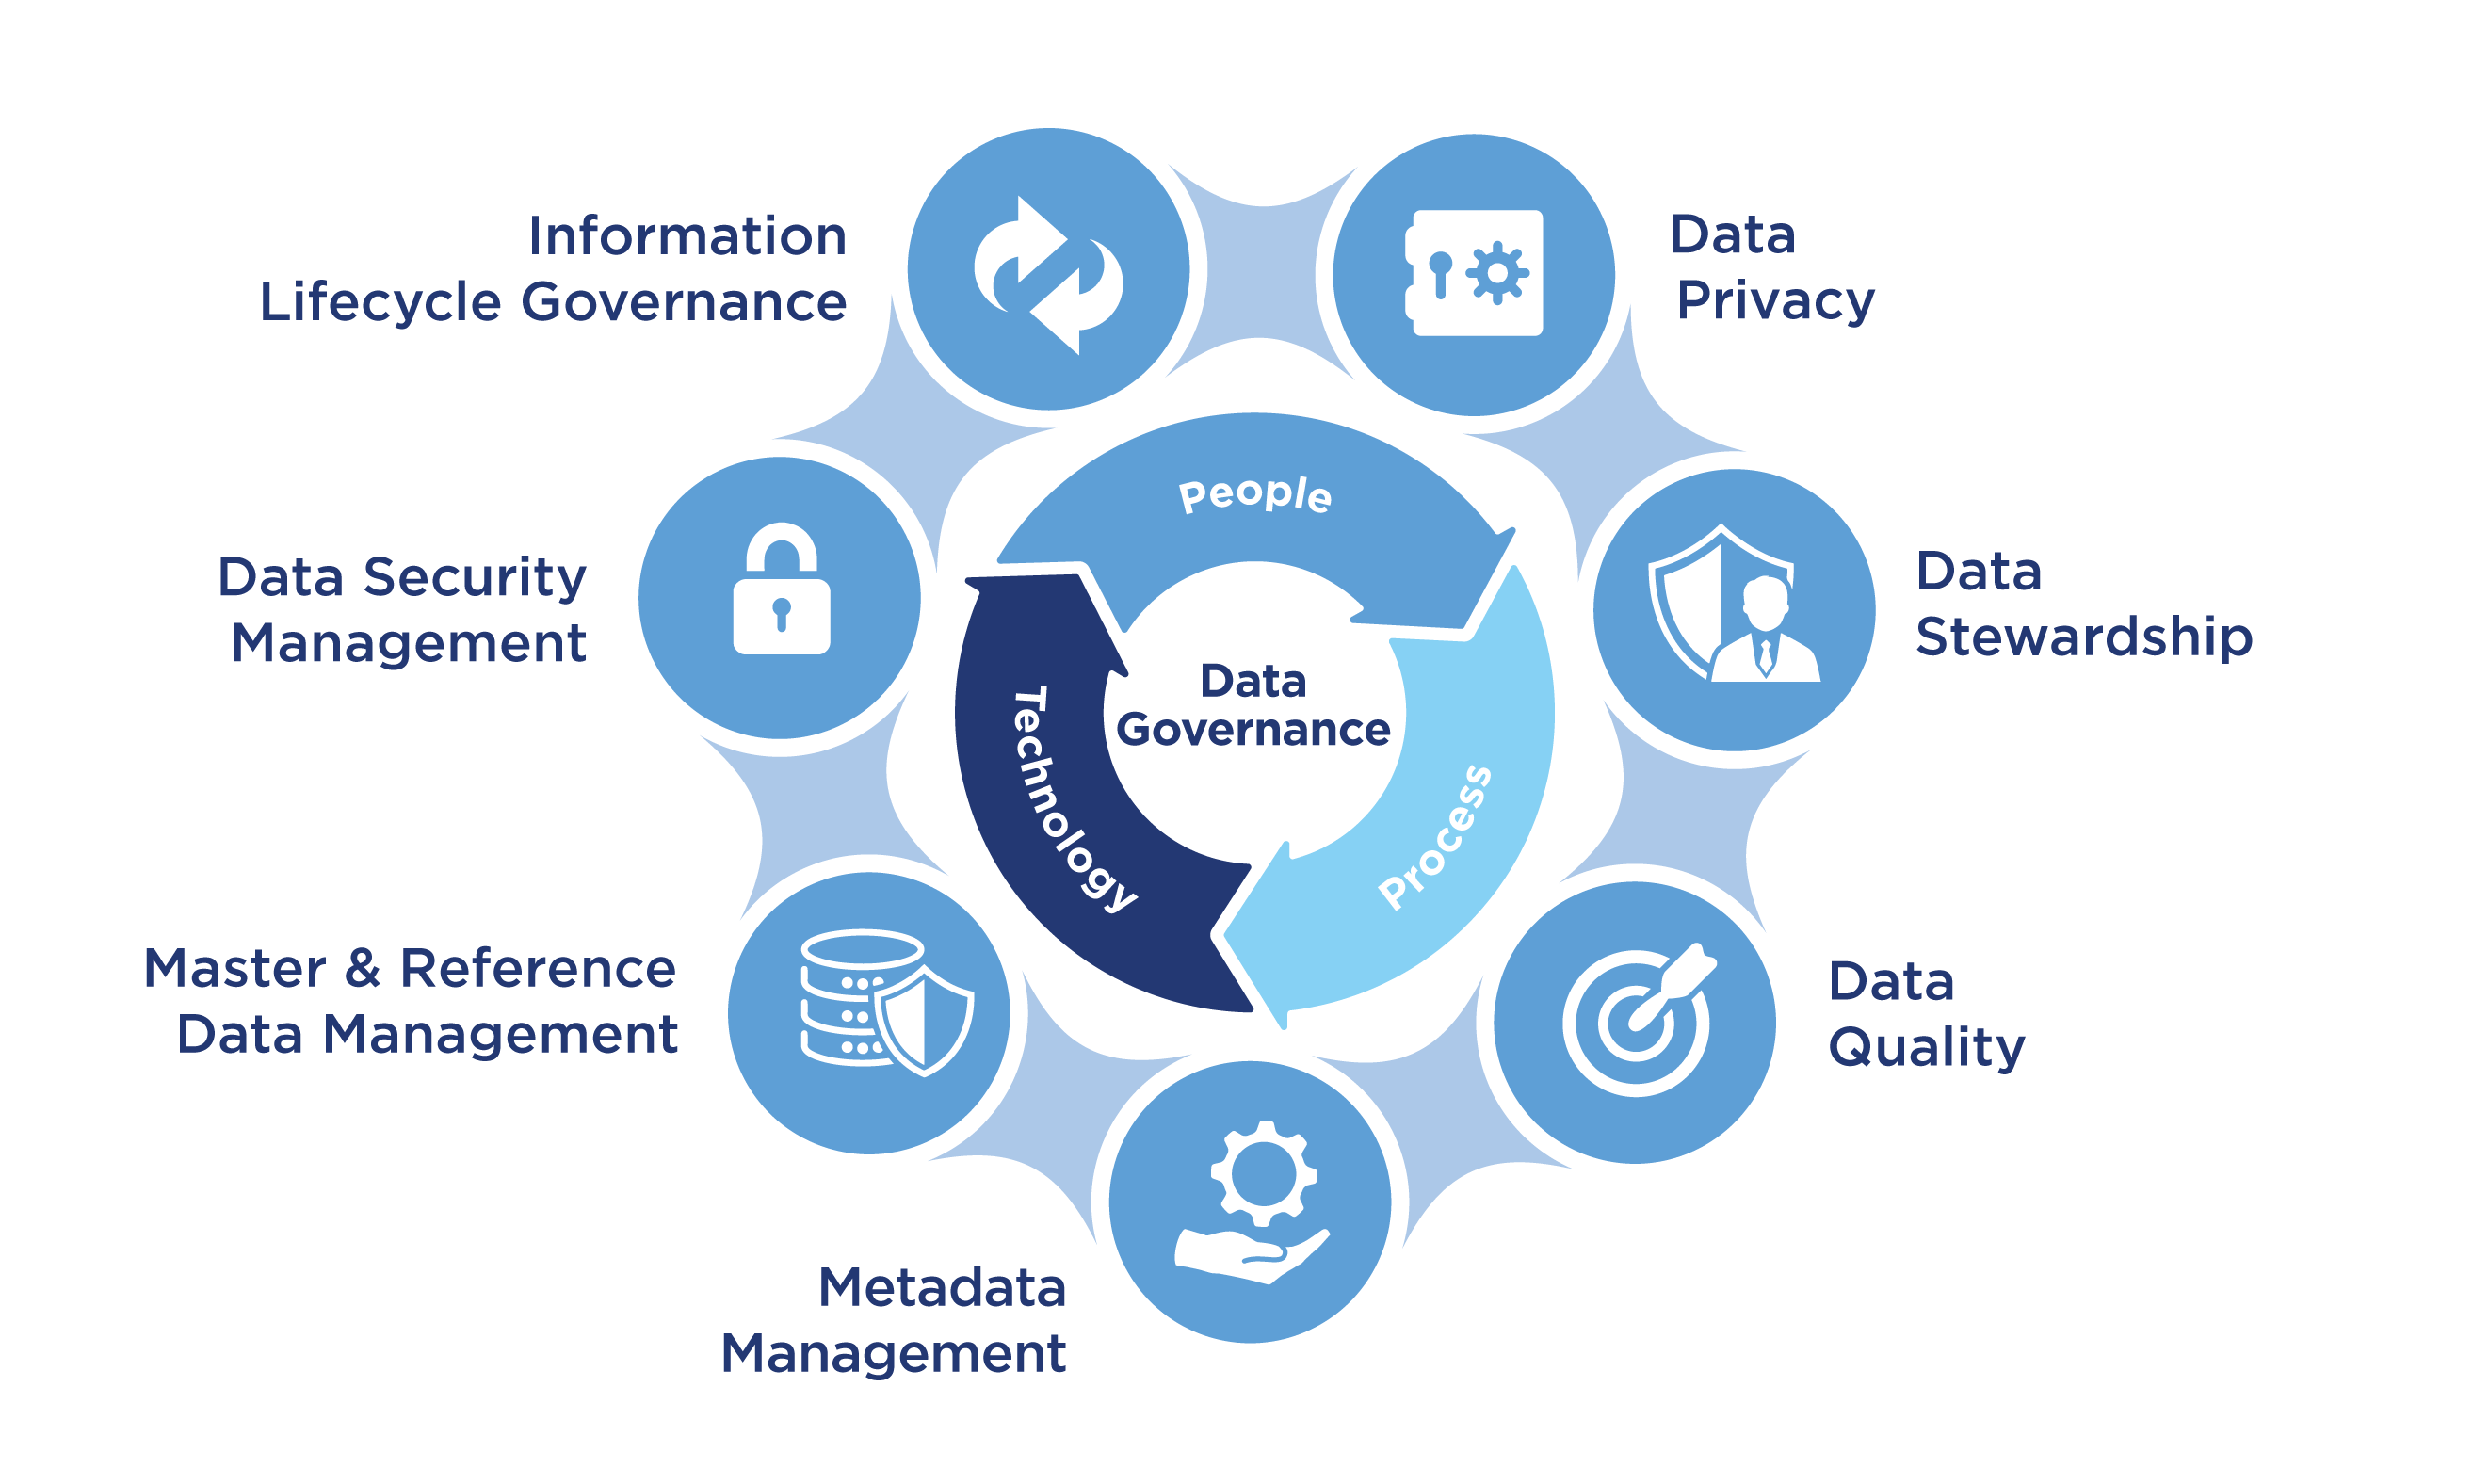 Information
Lifecycle Governance
Data
Privacy
Data Security
Management
Data
Stewardship
People
Process
Technology
Data
Governance
Master & Reference
Data Management
Data
Quality
Metadata
Management